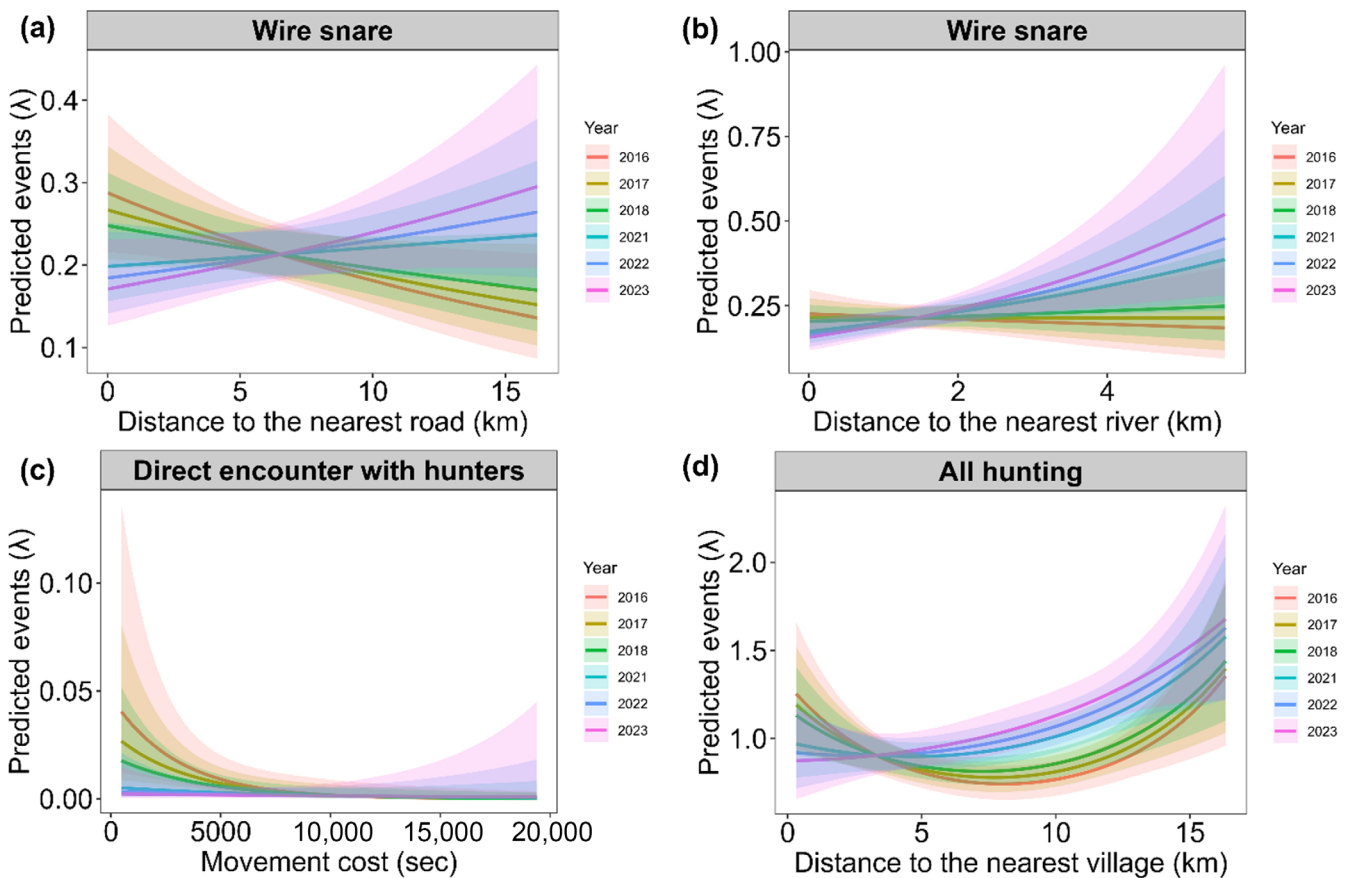 (a)
Wire snare
Predicted events (λ)
0.4
0.3
0.2
0.1
0
5
10
15
Distance to the nearest road (km)
Year
2016
2017
2018
2021
2022
2023
(b)
Wire snare
Predicted events (λ)
1.00
0.75
0.50
0.25
0
2
4
Distance to the nearest river (km)
Year
2016
2017
2018
2021
2022
2023
(c)
Direct encounter with hunters
Predicted events (λ)
0.10
0.05
0.00
0
5000
10,000
15,000
20,000
Movement cost (sec)
Year
2016
2017
2018
2021
2022
2023
(d)
All hunting
Predicted events (λ)
2.0
1.5
1.0
0
5
10
15
Distance to the nearest village (km)
Year
2016
2017
2018
2021
2022
2023